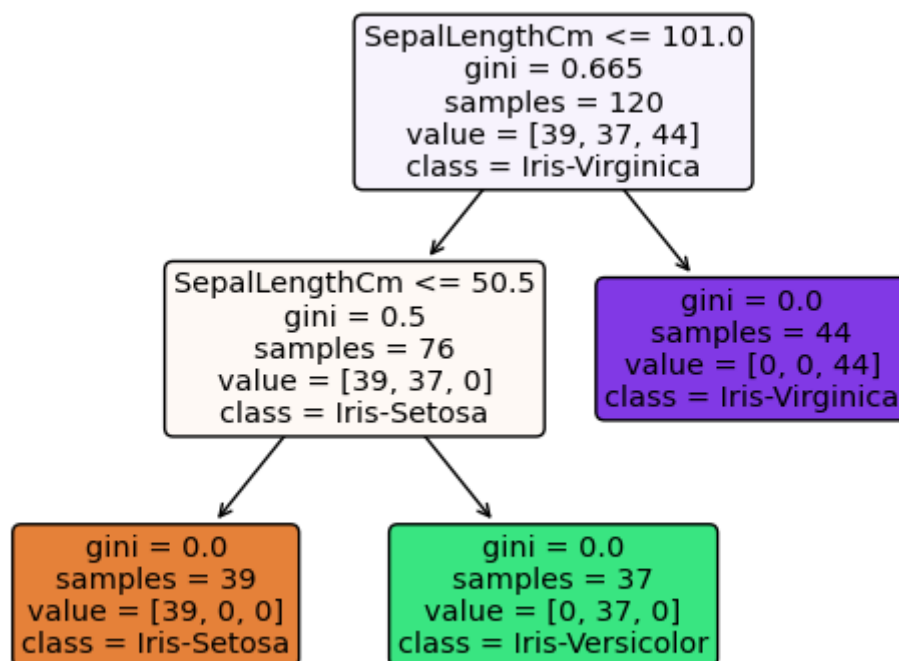 SepalLengthCm <= 101.0
gini = 0.665
samples = 120
value = [39, 37, 44]
class = Iris-Virginica
SepalLengthCm <= 50.5
gini = 0.5
samples = 76
value = [39, 37, 0]
class = Iris-Setosa
gini = 0.0
samples = 44
value = [0, 0, 44]
class = Iris-Virginica
gini = 0.0
samples = 39
value = [39, 0, 0]
class = Iris-Setosa
gini = 0.0
samples = 37
value = [0, 37, 0]
class = Iris-Versicolor